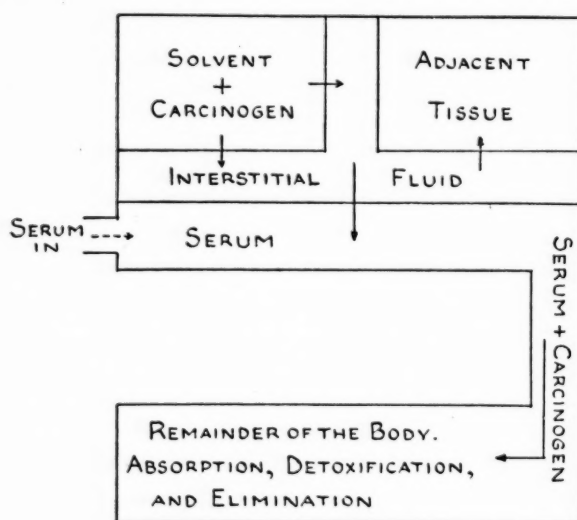 SOLVENT
+
CARCINOGEN
ADJACENT
TISSUE
INTERSTITIAL FLUID
SERUM
IN
SERUM
SERUM + CARCINOGEN
REMAINDER OF THE BODY.
ABSORPTION, DETOXIFICATION,
AND ELIMINATION